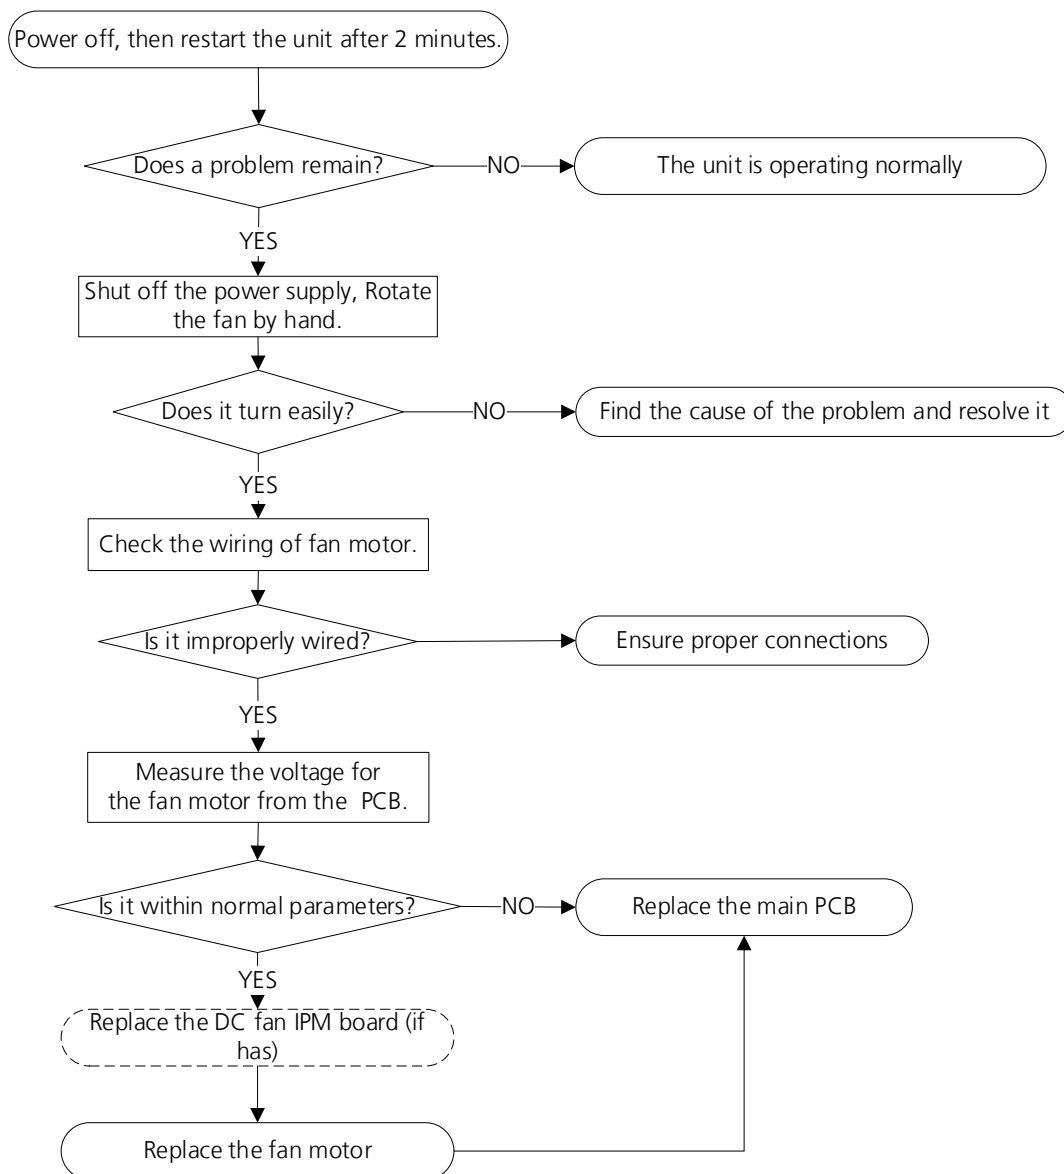 Power off, then restart the unit after 2 minutes.
Does a problem remain?
NO
The unit is operating normally
YES
Shut off the power supply, Rotate
the fan by hand.
Does it turn easily?
NO
Find the cause of the problem and resolve it
YES
Check the wiring of fan motor.
Is it improperly wired?
Ensure proper connections
YES
Measure the voltage for
the fan motor from the PCB.
Is it within normal parameters?
NO
Replace the main PCB
YES
Replace the DC fan IPM board (if
has)
Replace the fan motor